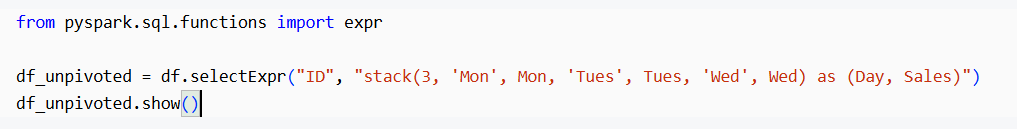 from pyspark.sql.functions import expr
df_unpivoted = df.selectExpr("ID", "stack(3, 'Mon', Mon, 'Tues', Tues, 'Wed', Wed) as (Day, Sales)")
df_unpivoted.show()